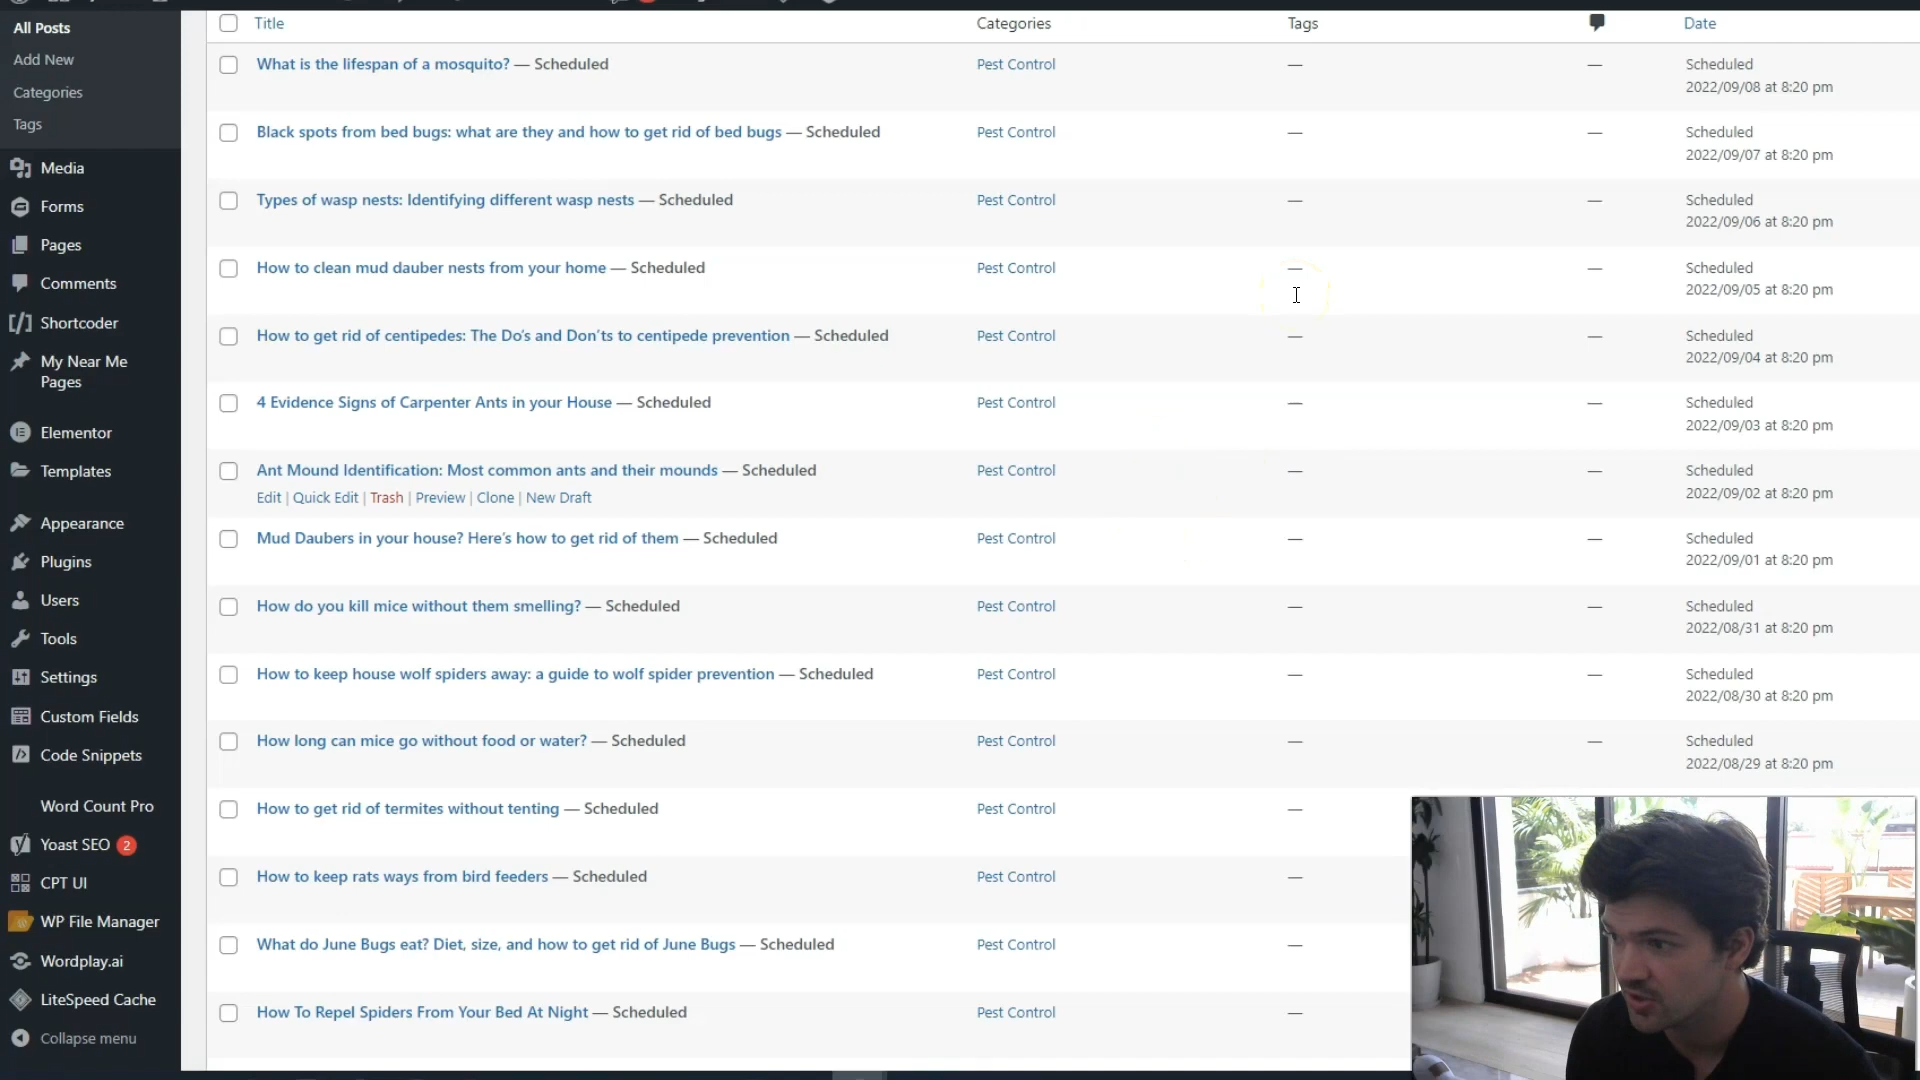 All Posts
Add New
Categories
Tags
Media
Forms
Pages
Comments
Shortcoder
My Near Me
Pages
Elementor
Templates
Appearance
Plugins
Users
Tools
Settings
Custom Fields
Code Snippets
Word Count Pro
Yoast SEO 2
CPT UI
WP File Manager
Wordplay.ai
LiteSpeed Cache
Collapse menu
Title Categories Tags Date
What is the lifespan of a mosquito? — Scheduled Pest Control — — Scheduled
2022/09/08 at 8:20 pm
Black spots from bed bugs: what are they and how to get rid of bed bugs — Scheduled Pest Control — — Scheduled
2022/09/07 at 8:20 pm
Types of wasp nests: Identifying different wasp nests — Scheduled Pest Control — — Scheduled
2022/09/06 at 8:20 pm
How to clean mud dauber nests from your home — Scheduled Pest Control — — Scheduled
2022/09/05 at 8:20 pm
How to get rid of centipedes: The Do's and Don'ts to centipede prevention — Scheduled Pest Control — — Scheduled
2022/09/04 at 8:20 pm
4 Evidence Signs of Carpenter Ants in your House — Scheduled Pest Control — — Scheduled
2022/09/03 at 8:20 pm
Ant Mound Identification: Most common ants and their mounds — Scheduled Pest Control — — Scheduled
Edit | Quick Edit | Trash | Preview | Clone | New Draft 2022/09/02 at 8:20 pm
Mud Daubers in your house? Here's how to get rid of them — Scheduled Pest Control — — Scheduled
2022/09/01 at 8:20 pm
How do you kill mice without them smelling? — Scheduled Pest Control — — Scheduled
2022/08/31 at 8:20 pm
How to keep house wolf spiders away: a guide to wolf spider prevention — Scheduled Pest Control — — Scheduled
2022/08/30 at 8:20 pm
How long can mice go without food or water? — Scheduled Pest Control — — Scheduled
2022/08/29 at 8:20 pm
How to get rid of termites without tenting — Scheduled Pest Control —
How to keep rats ways from bird feeders — Scheduled Pest Control —
What do June Bugs eat? Diet, size, and how to get rid of June Bugs — Scheduled Pest Control —
How To Repel Spiders From Your Bed At Night — Scheduled Pest Control —